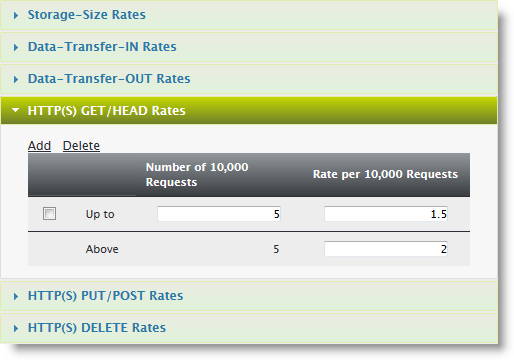 Storage-Size Rates
Data-Transfer-IN Rates
Data-Transfer-OUT Rates
HTTP(S) GET/HEAD Rates
Add Delete
Number of 10,000
Requests
Rate per 10,000 Requests
Up to 5 1.5
Above 5 2
HTTP(S) PUT/POST Rates
HTTP(S) DELETE Rates